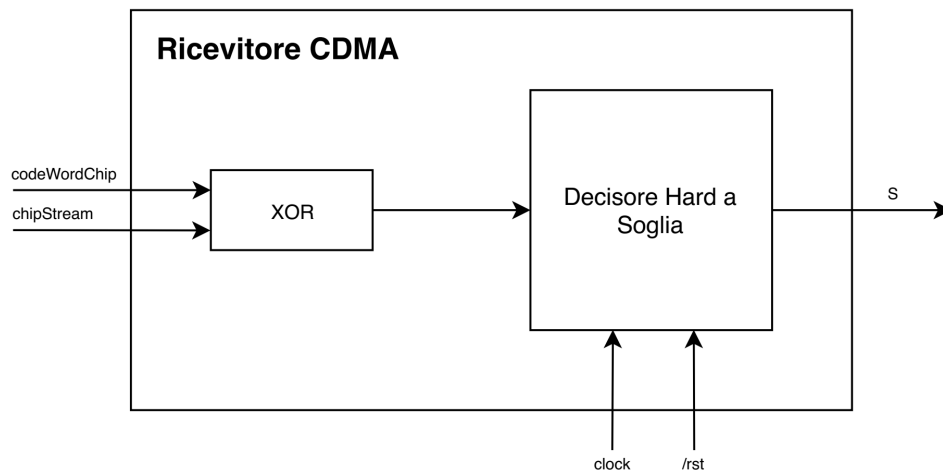 Ricevitore CDMA
codeWordChip
chipStream
XOR
Decisore Hard a
Soglia
S
clock
/rst